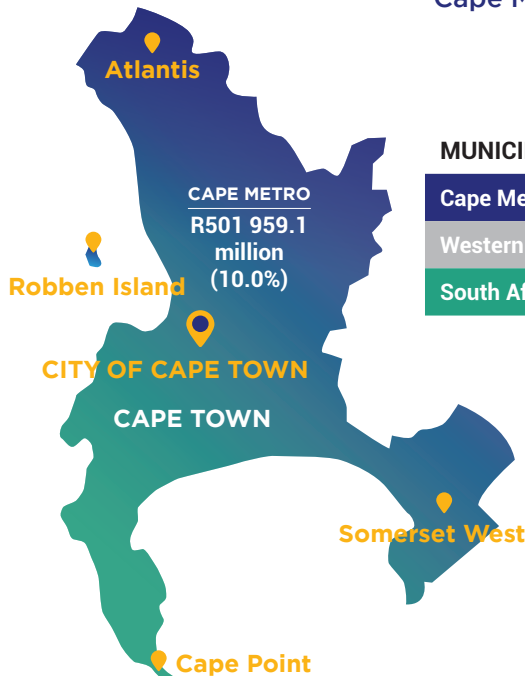 Cape M
Atlantis
MUNICI
Cape Me
Western
South Af
CAPE METRO
R501 959.1
million
(10.0%)
Robben Island
CITY OF CAPE TOWN
CAPE TOWN
Somerset West
Cape Point